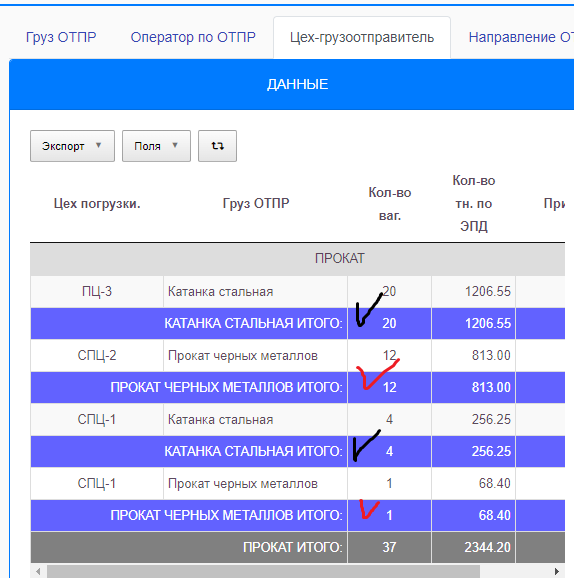 Груз ОТПР Оператор по ОТПР Цех-грузоотправитель Направление ОТ
ДАННЫЕ
Экспорт Поля
Цех погрузки. Груз ОТПР Кол-во ваг. Кол-во тн. по ЭПД При
ПРОКАТ
ПЦ-3 Катанка стальная 20 1206.55
КАТАНКА СТАЛЬНАЯ ИТОГО: 20 1206.55
СПЦ-2 Прокат черных металлов 12 813.00
ПРОКАТ ЧЕРНЫХ МЕТАЛЛОВ ИТОГО: 12 813.00
СПЦ-1 Катанка стальная 4 256.25
КАТАНКА СТАЛЬНАЯ ИТОГО: 4 256.25
СПЦ-1 Прокат черных металлов 1 68.40
ПРОКАТ ЧЕРНЫХ МЕТАЛЛОВ ИТОГО: 1 68.40
ПРОКАТ ИТОГО: 37 2344.20